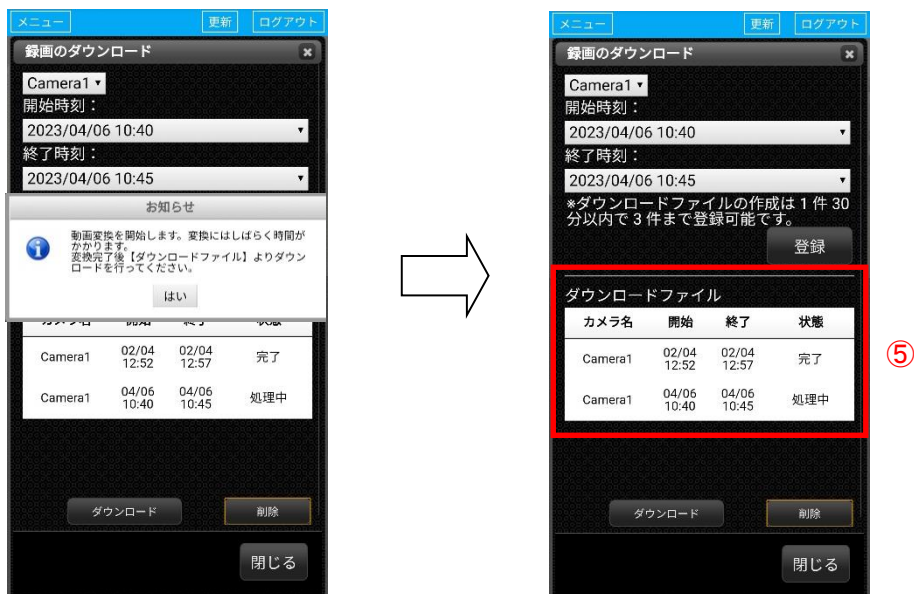 メニュー 更新 ログアウト
録画のダウンロード
Camera1
開始時刻:
2023/04/06 10:40
終了時刻:
2023/04/06 10:45
お知らせ
動画変換を開始します。変換にはしばらく時間が
かかります。
変換完了後【ダウンロードファイル】よりダウン
ロードを行ってください。
はい
カメラ名 開始 終了 状態
Camera1 02/04 02/04 完了
12:52 12:57
Camera1 04/06 04/06 処理中
10:40 10:45
ダウンロード 削除
閉じる
メニュー 更新 ログアウト
録画のダウンロード
Camera1
開始時刻:
2023/04/06 10:40
終了時刻:
2023/04/06 10:45
*ダウンロードファイルの作成は 1 件 30
分以内で 3 件まで登録可能です。
登録
ダウンロードファイル
カメラ名 開始 終了 状態
Camera1 02/04 02/04 完了
12:52 12:57
Camera1 04/06 04/06 処理中
10:40 10:45
⑤
ダウンロード 削除
閉じる